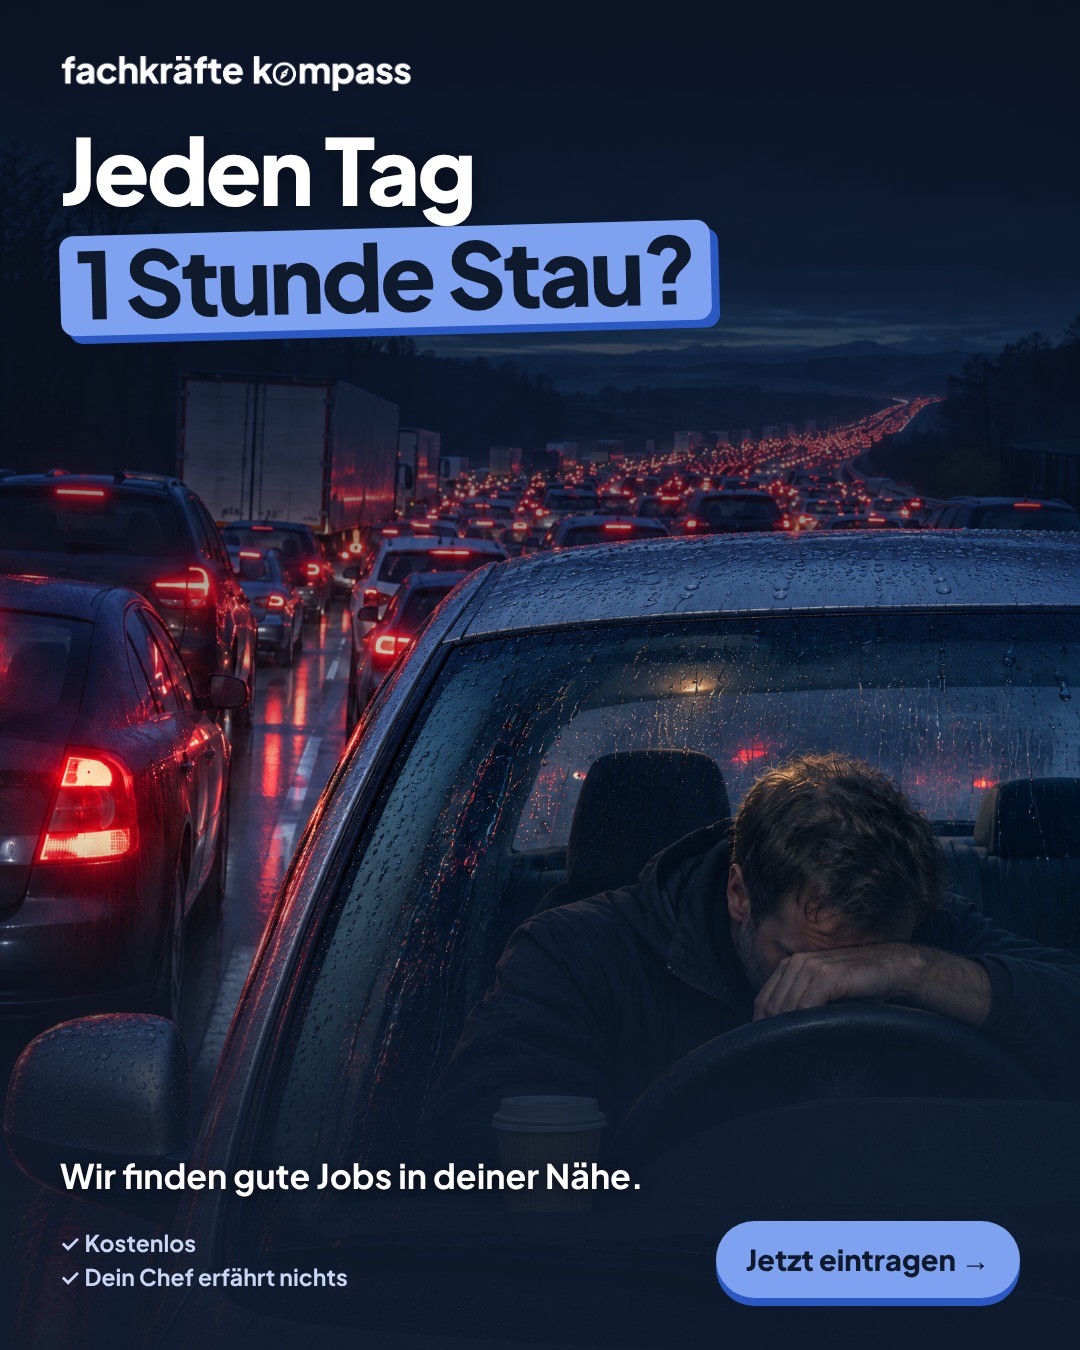 fachkräfte kompass
Jeden Tag
1 Stunde Stau?
Wir finden gute Jobs in deiner Nähe.
✓ Kostenlos
✓ Dein Chef erfährt nichts
Jetzt eintragen →